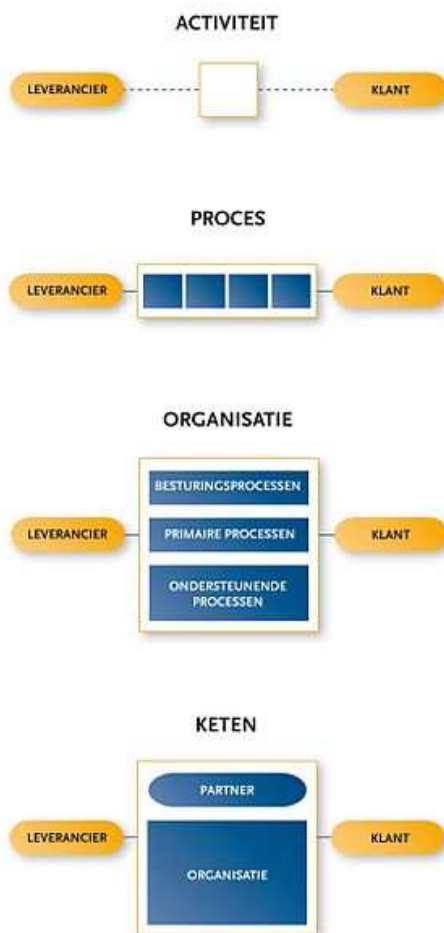 ACTIVITEIT
LEVERANCIER
KLANT
PROCES
LEVERANCIER
KLANT
ORGANISATIE
BESTURINGSPROCESSEN
LEVERANCIER
PRIMAIRE PROCESSEN
KLANT
ONDERSTEUNENDE
PROCESSEN
KETEN
PARTNER
LEVERANCIER
KLANT
ORGANISATIE